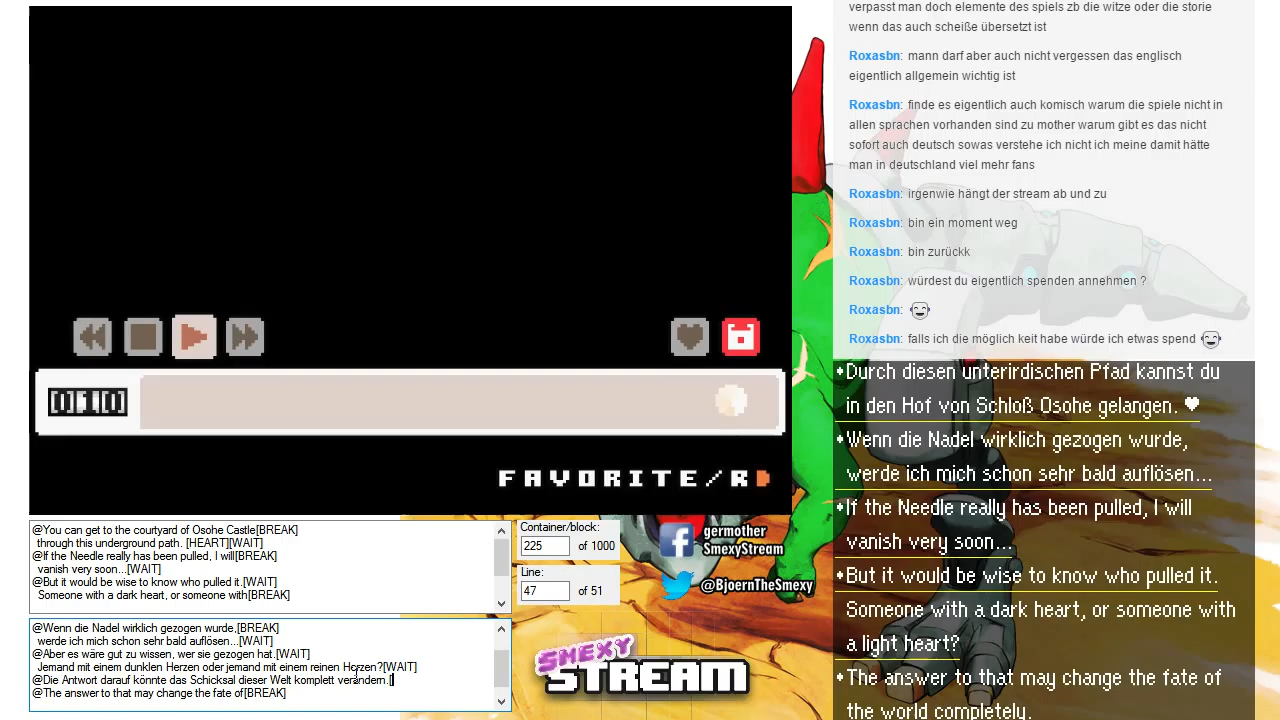 verpasst man doch elemente des spiels zb die witze oder die storie
wenn das auch scheiße übersetzt ist
Roxasbn: mann darf aber auch nicht vergessen das englisch
eigentlich allgemein wichtig ist
Roxasbn: finde es eigentlich auch komisch warum die spiele nicht in
allen sprachen vorhanden sind zu mother warum gibt es das nicht
sofort auch deutsch sowas verstehe ich nicht ich meine damit hätte
man in deutschland viel mehr fans
Roxasbn: irgenwie hängt der stream ab und zu
Roxasbn: bin ein moment weg
Roxasbn: bin zurückk
Roxasbn: würdest du eigentlich spenden annehmen ?
Roxasbn:
Roxasbn: falls ich die möglich keit habe würde ich etwas spend
010
FAVORITE/R
•Durch diesen unterirdischen Pfad kannst du
in den Hof von Schloß Osohe gelangen. ♥
•Wenn die Nadel wirklich gezogen wurde,
werde ich mich schon sehr bald auflösen...
•If the Needle really has been pulled, I will
vanish very soon...
•But it would be wise to know who pulled it.
Someone with a dark heart, or someone with
a light heart?
•The answer to that may change the fate of
the world completely.
@You can get to the courtyard of Osohe Castle[BREAK]
through this underground path. [HEART][WAIT]
@If the Needle really has been pulled, I will[BREAK]
vanish very soon...[WAIT]
@But it would be wise to know who pulled it.[WAIT]
Someone with a dark heart, or someone with[BREAK]
@Wenn die Nadel wirklich gezogen wurde,[BREAK]
werde ich mich schon sehr bald auflösen...[WAIT]
@Aber es wäre gut zu wissen, wer sie gezogen hat.[WAIT]
Jemand mit einem dunklen Herzen oder jemand mit einem reinen Herzen?[WAIT]
@Die Antwort darauf könnte das Schicksal dieser Welt komplett verändern.[
@The answer to that may change the fate of[BREAK]
Container/block:
225 of 1000
Line:
47 of 51
germother
SmexyStream
@BjoernTheSmexy
SMEXY
STREAM